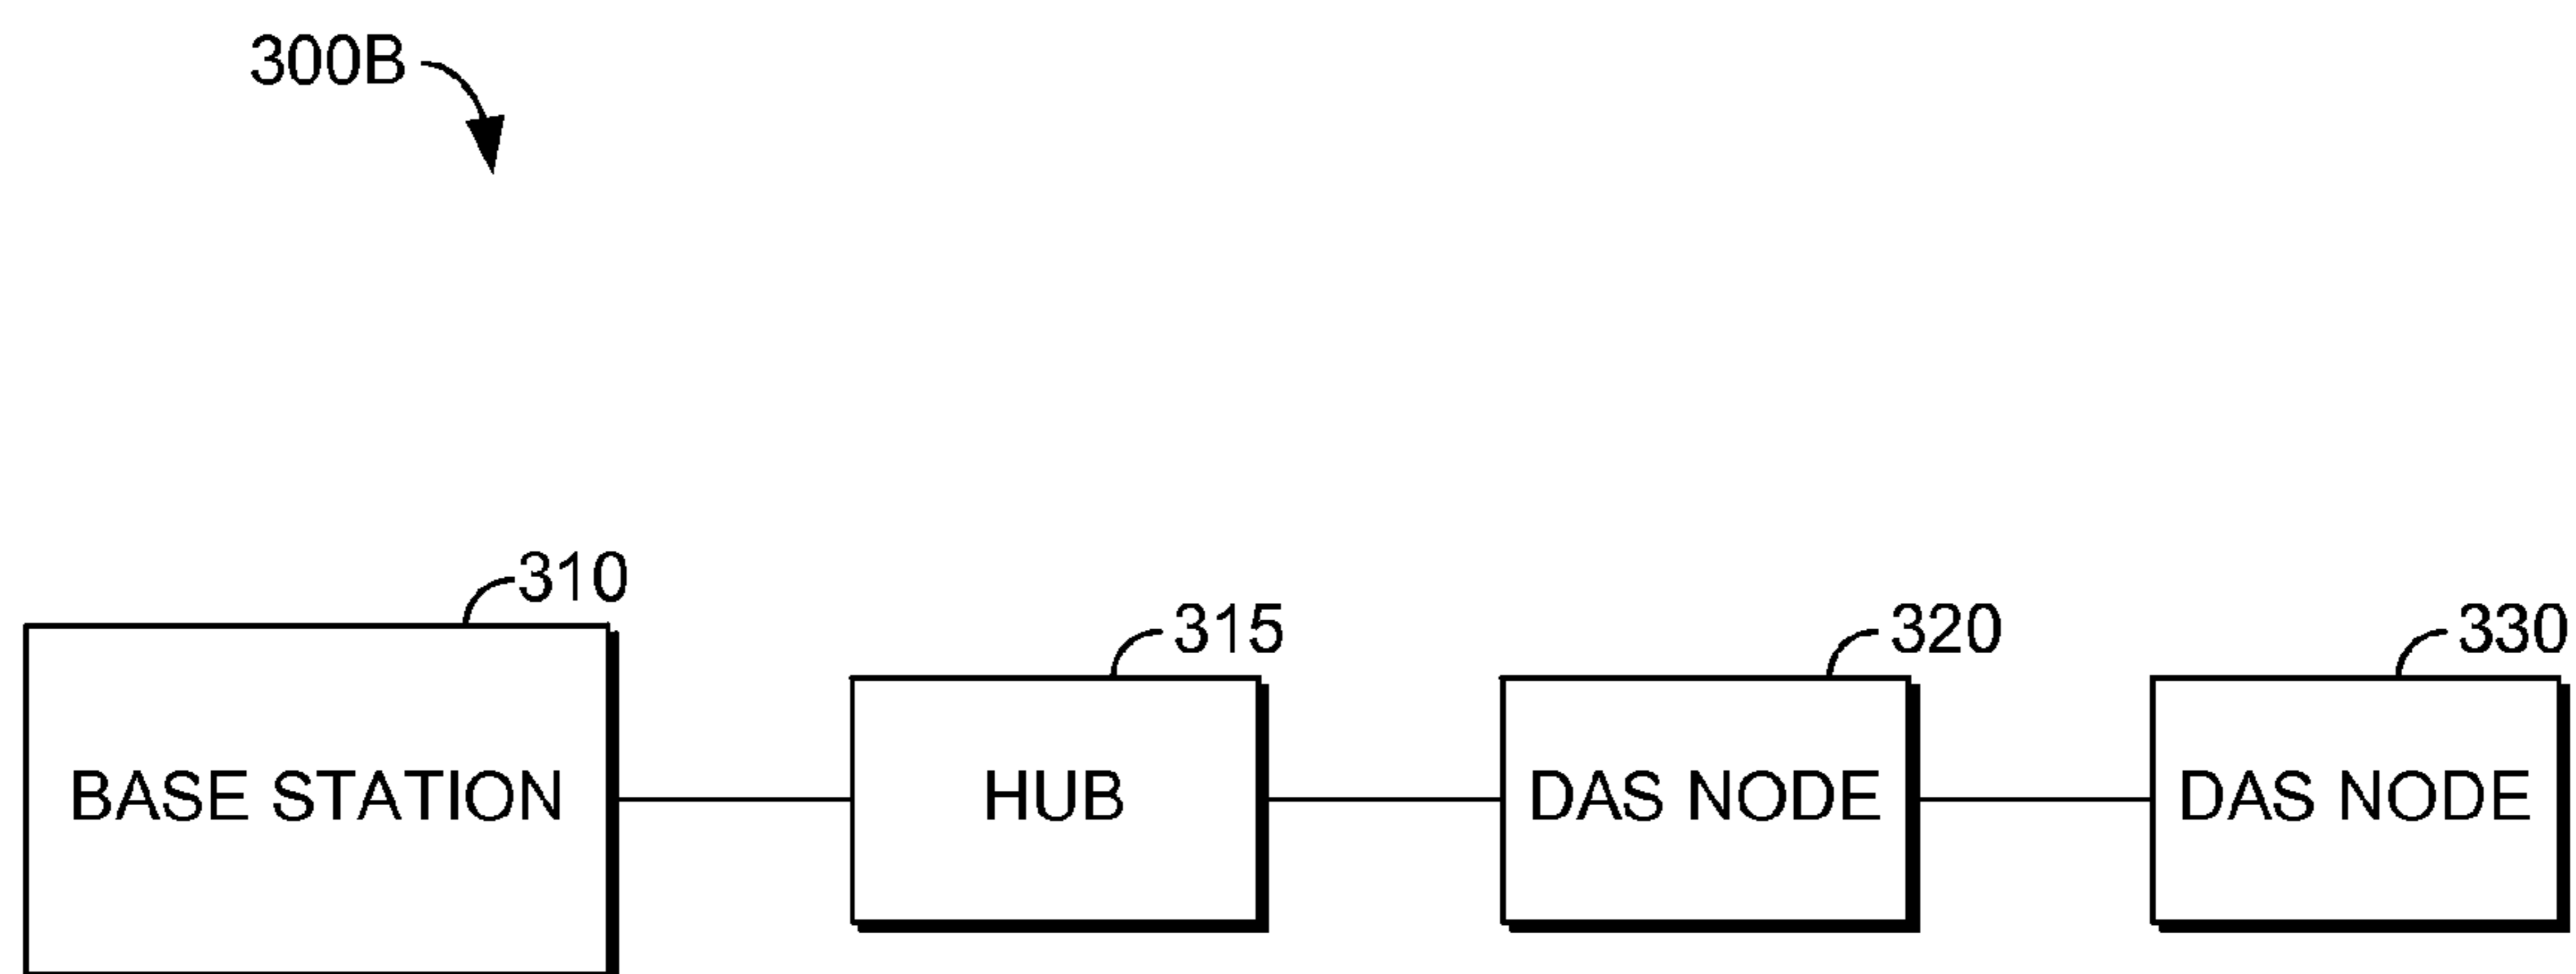 300B
310
315
320
330
BASE STATION
HUB
DAS NODE
DAS NODE